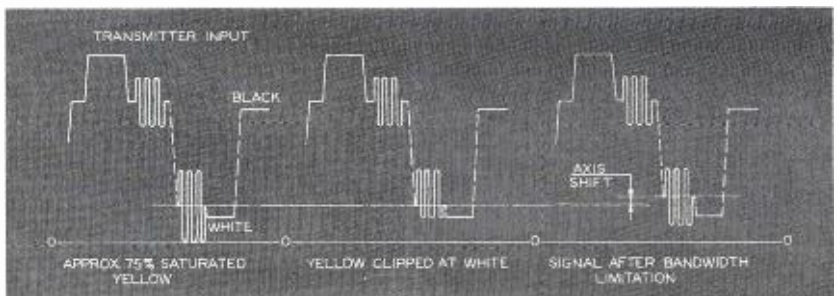 TRANSMITTER INPUT
BLACK
WHITE
AXIS
SHIFT
O O O O
APPROX. 75% SATURATED
YELLOW
YELLOW CLIPPED AT WHITE
SIGNAL AFTER BANDWIDTH
LIMITATION